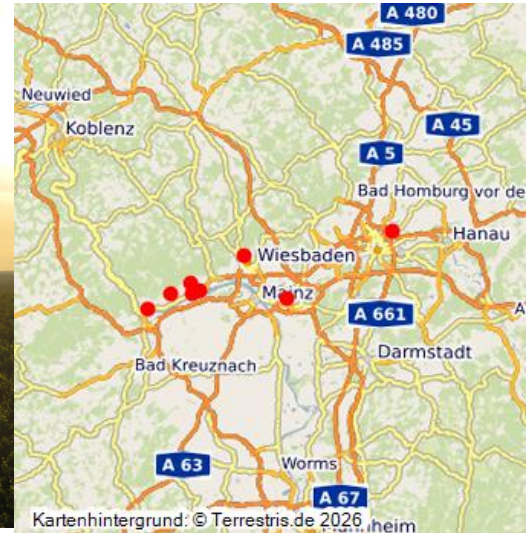 A 480
A 485
Neuwied
Koblenz
A 45
A 5
Bad Homburg vor de
Wiesbaden
Hanau
Mainz
A 661
Darmstadt
Bad Kreuznach
A 63
Worms
A 67
Kartenhintergrund: © Terrestris.de 2026